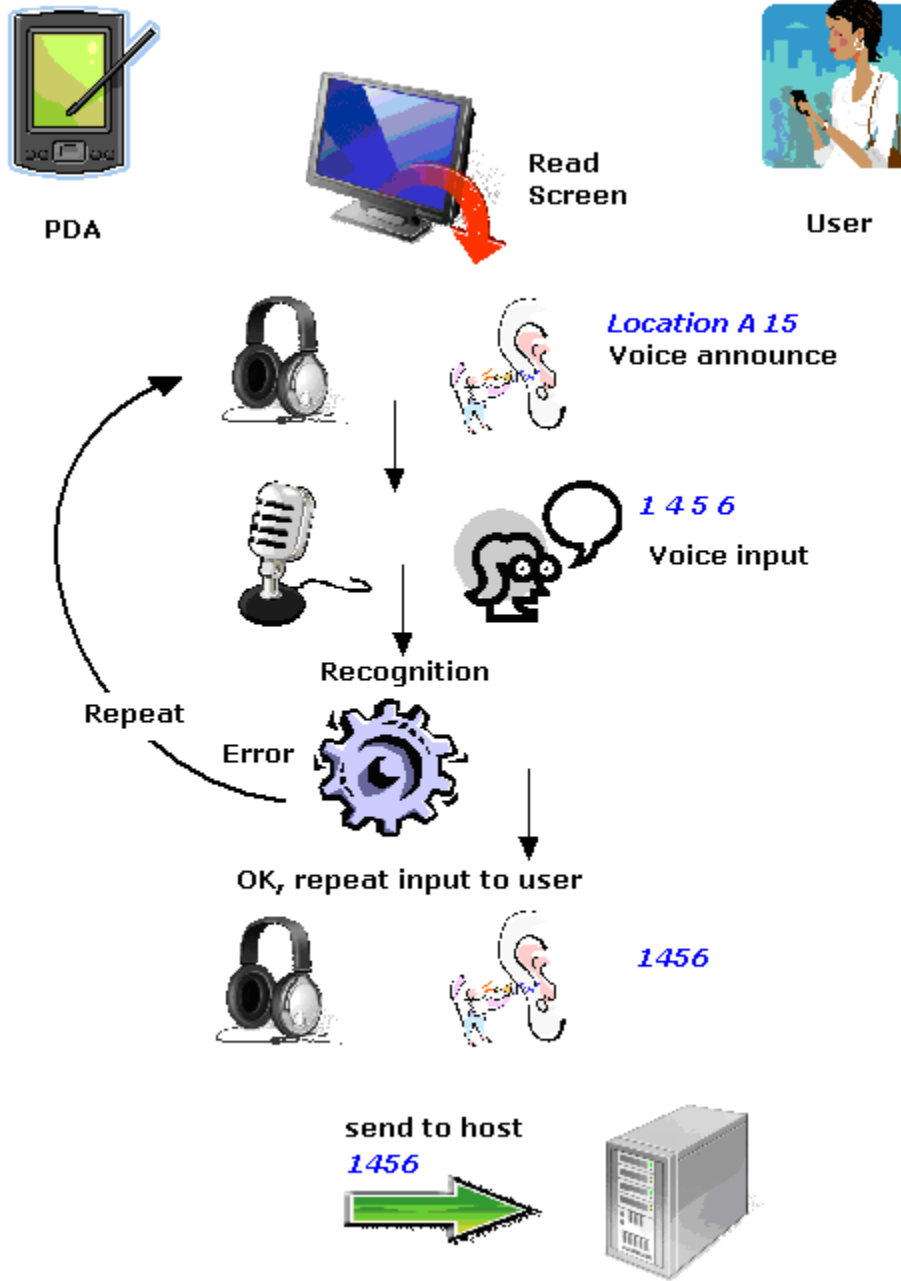 PDA
Read
Screen
User
Location A 15
Voice announce
1 4 5 6
Voice input
Recognition
Repeat
Error
OK, repeat input to user
1456
send to host
1456